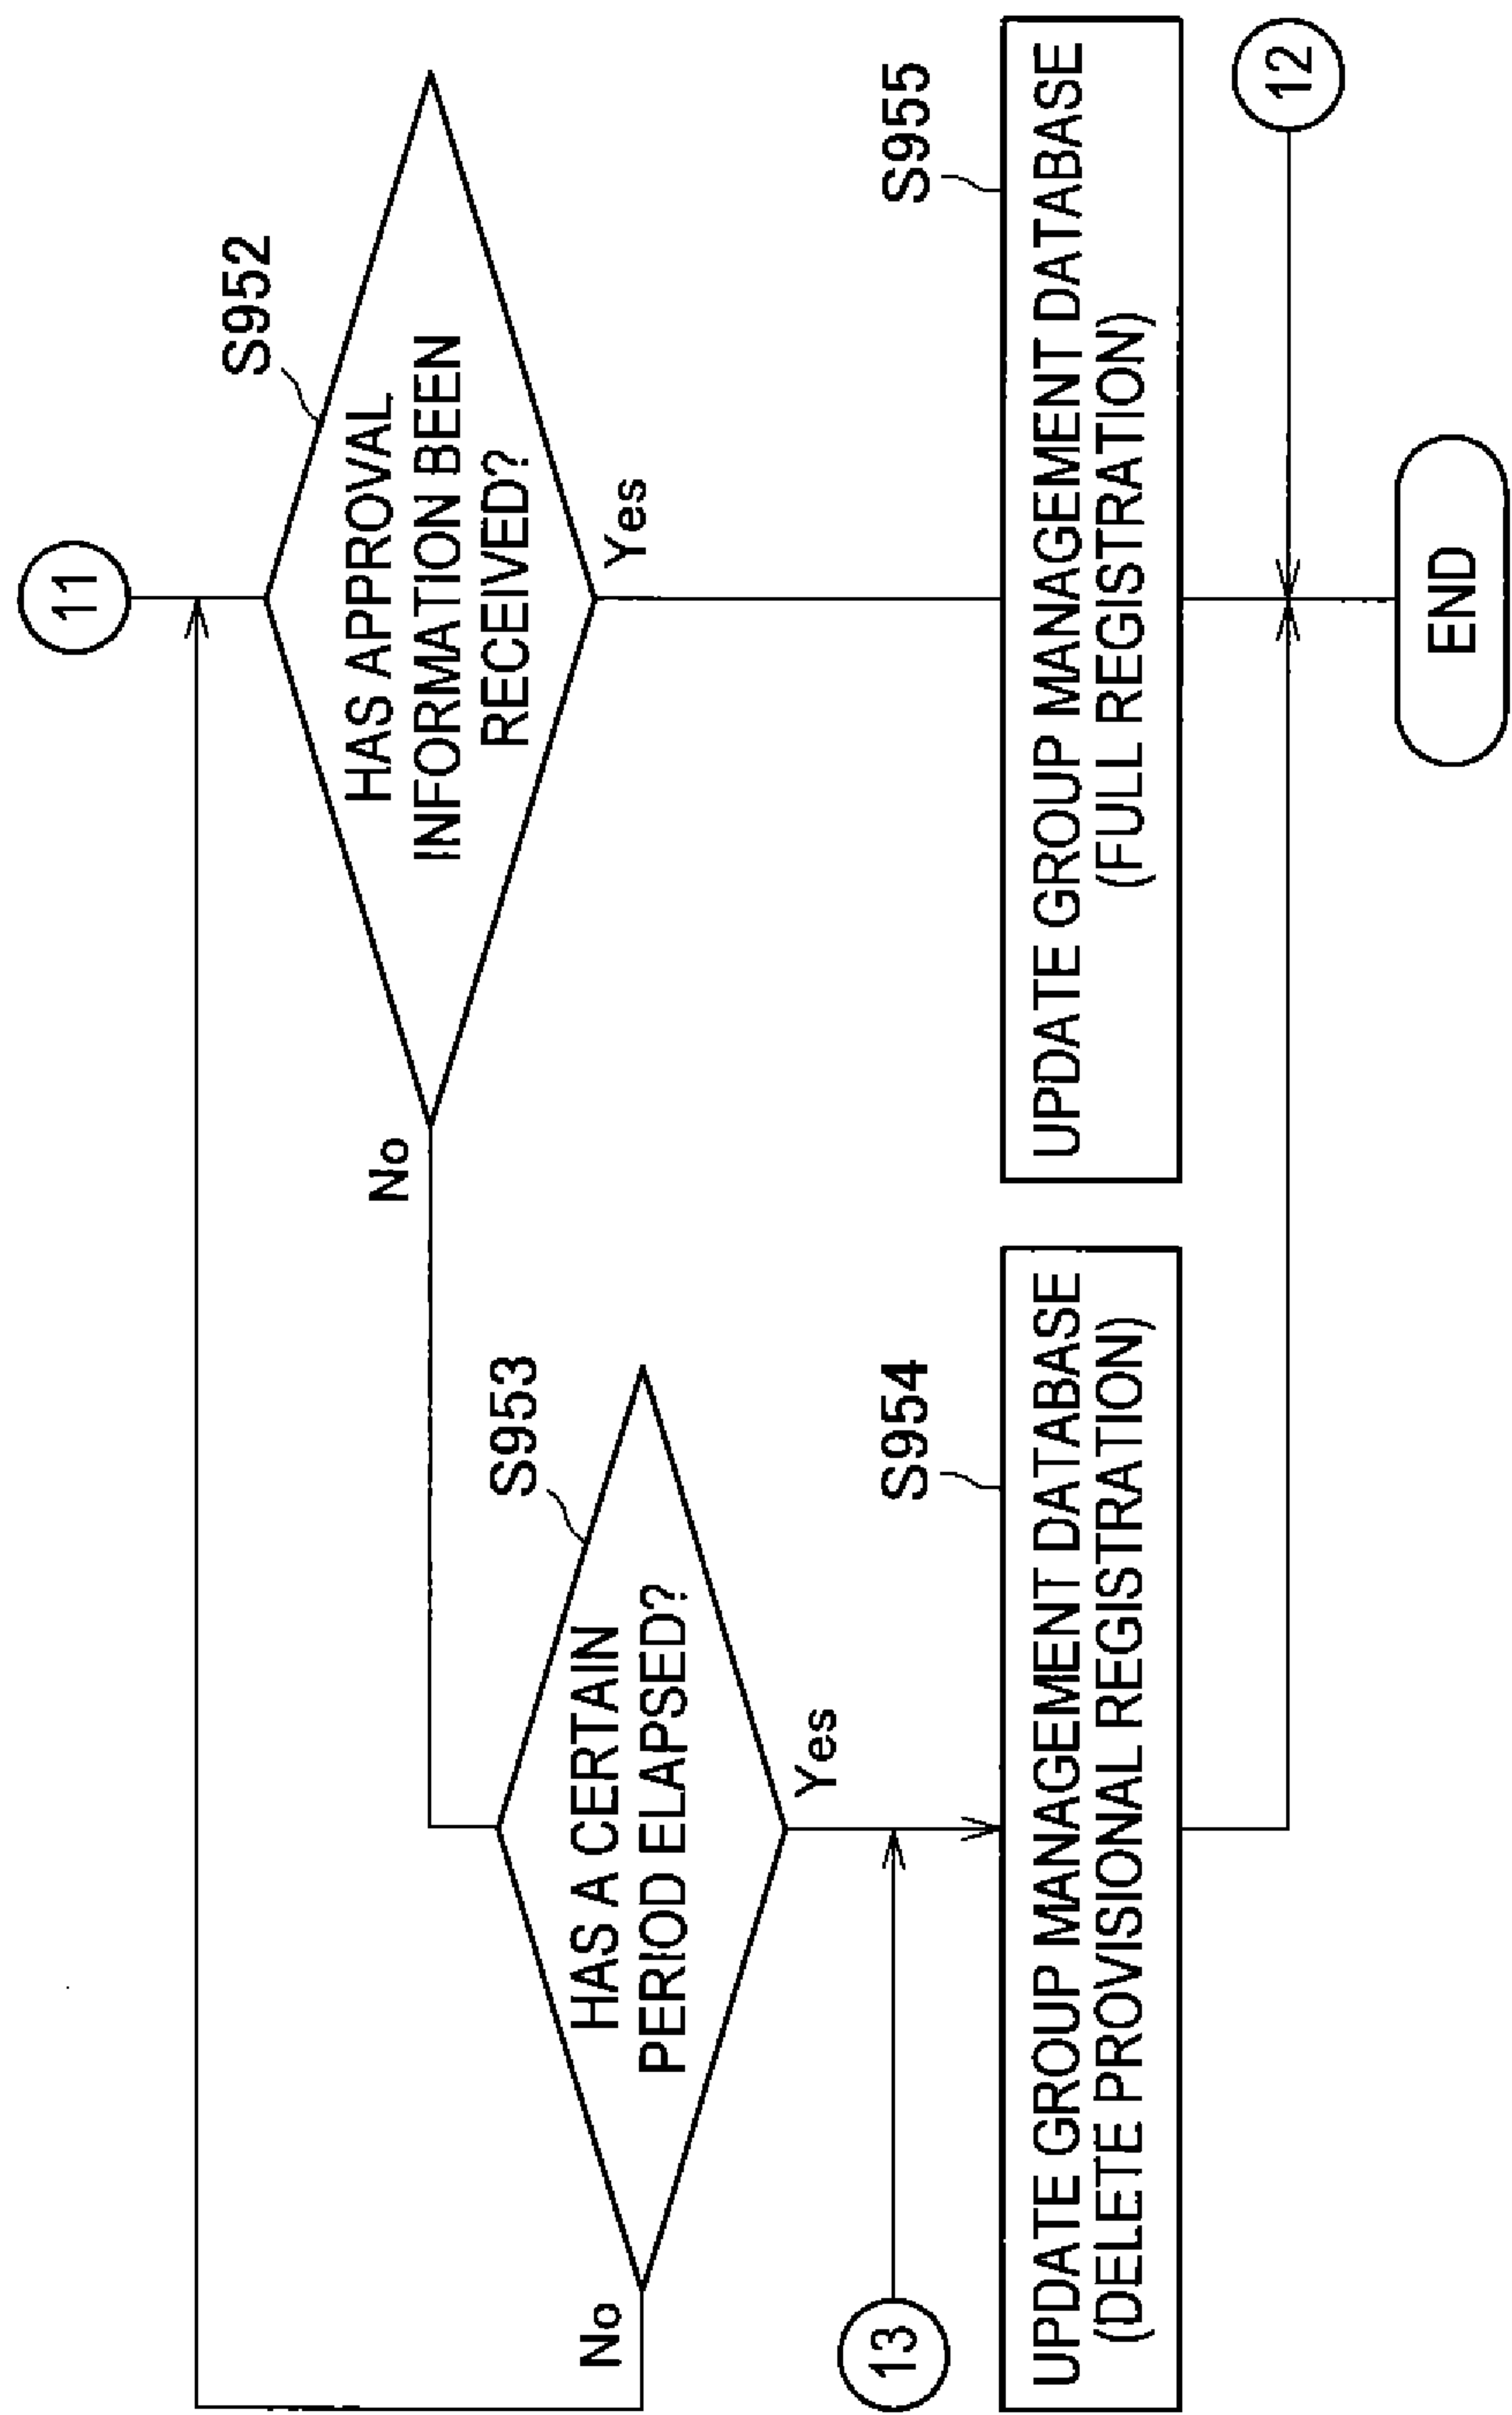 11
S952
HAS APPROVAL
INFORMATION BEEN
RECEIVED?
No
Yes
S953
HAS A CERTAIN
PERIOD ELAPSED?
No
Yes
13
S954
UPDATE GROUP MANAGEMENT DATABASE
(DELETE PROVISIONAL REGISTRATION)
S955
UPDATE GROUP MANAGEMENT DATABASE
(FULL REGISTRATION)
12
END